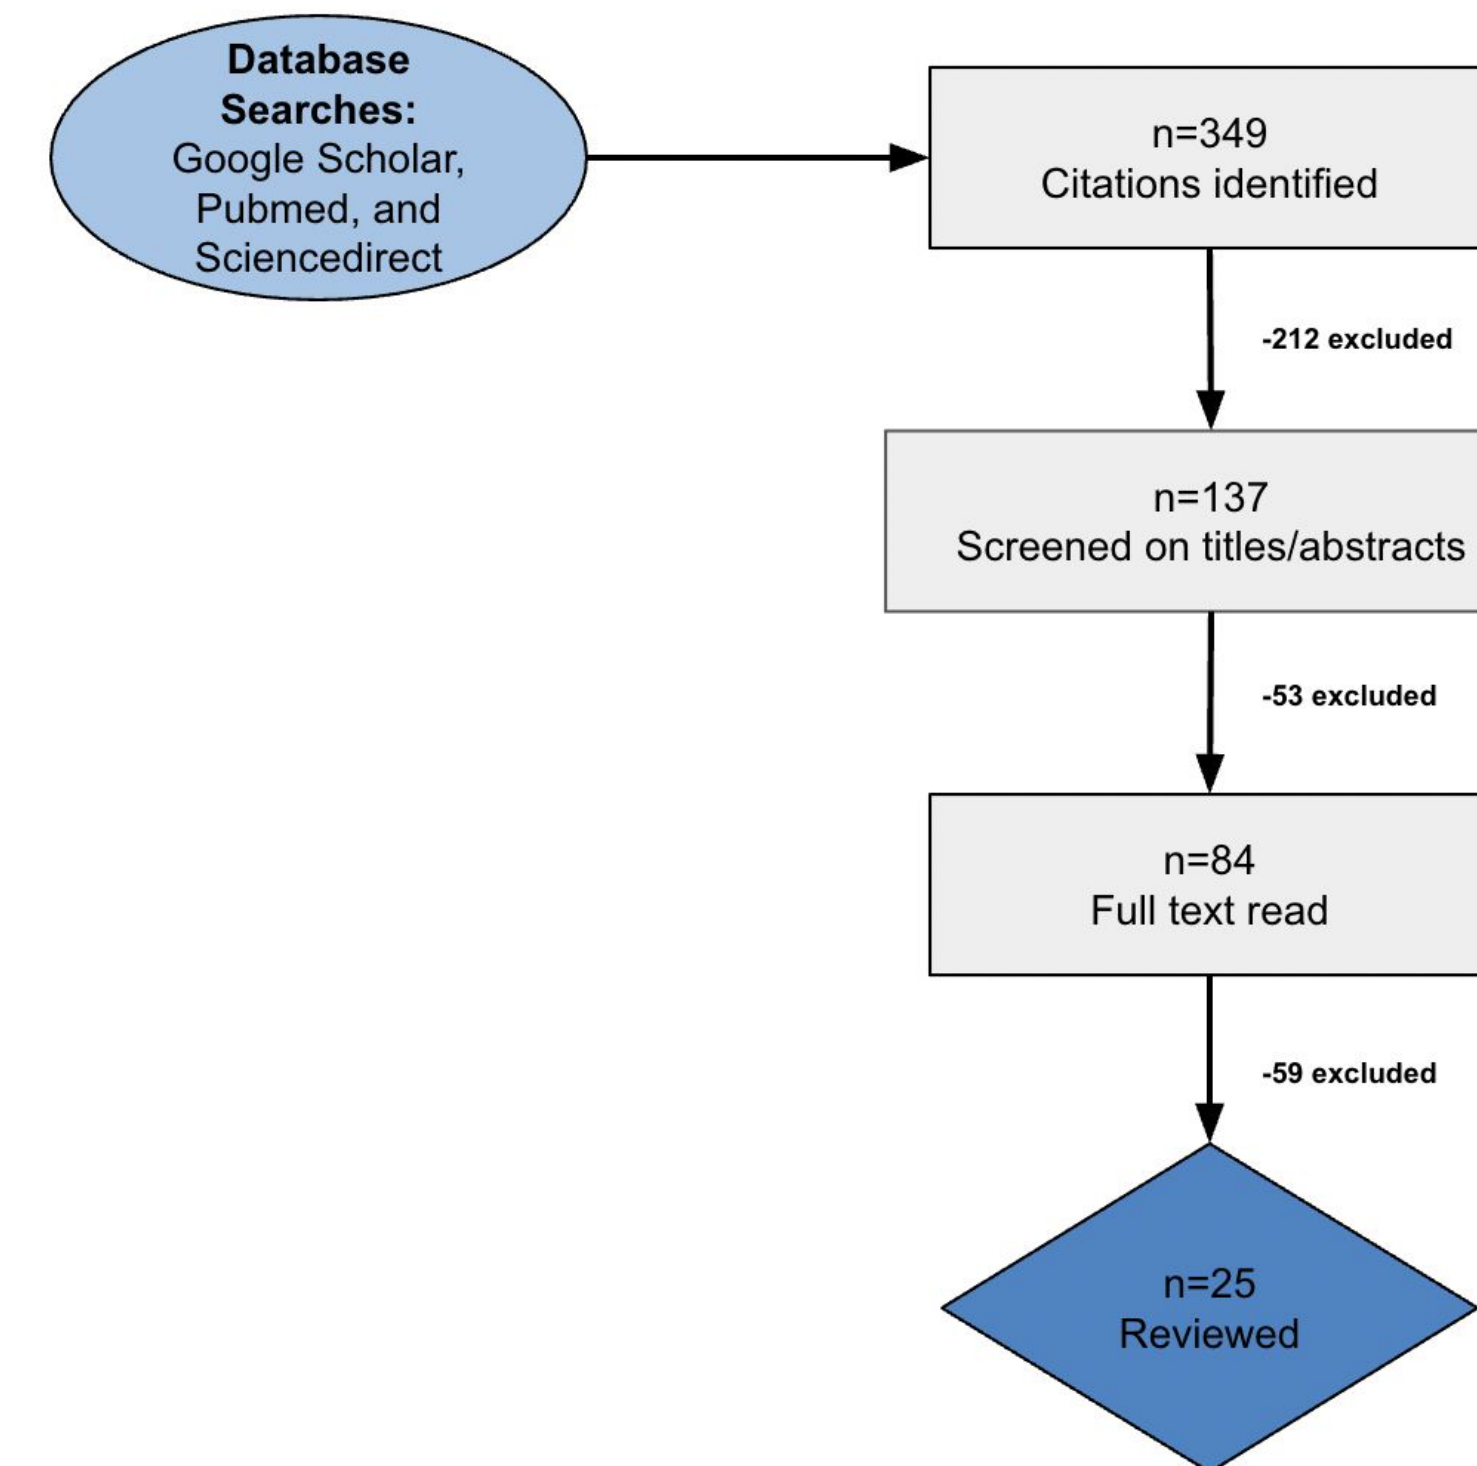 Database
Searches:
Google Scholar,
Pubmed, and
Sciencedirect
n=349
Citations identified
-212 excluded
n=137
Screened on titles/abstracts
-53 excluded
n=84
Full text read
-59 excluded
n=25
Reviewed